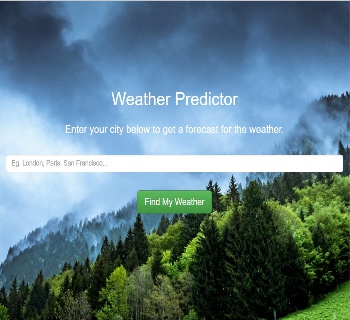 Weather Predictor
Enter your city below to get a forecast for the weather.
Eg. London, Paris, San Francisco...
Find My Weather